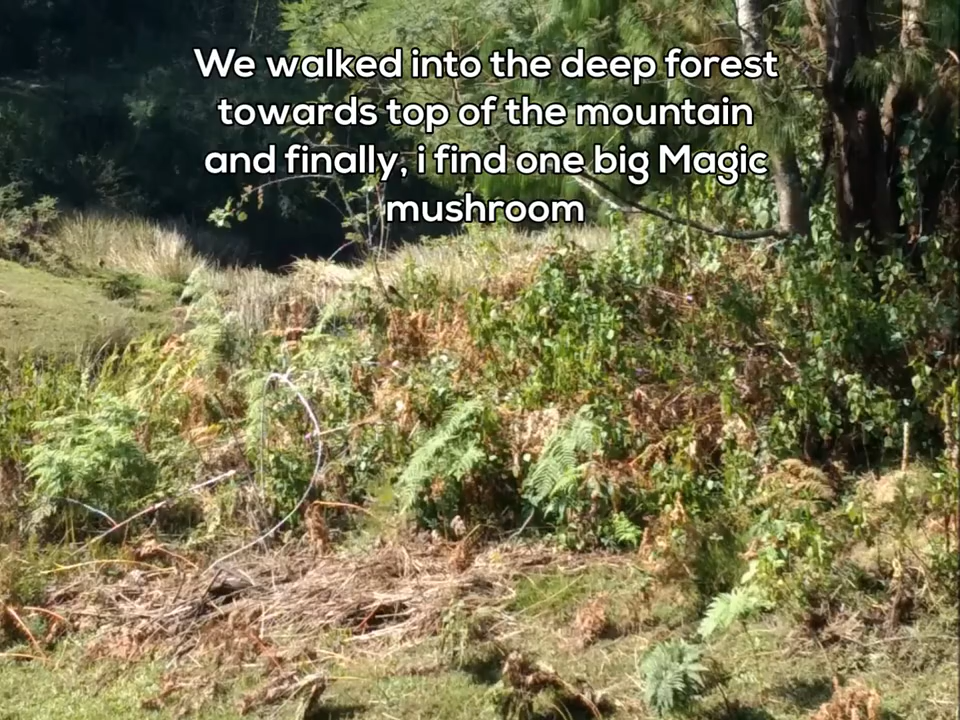 We walked into the deep forest
towards top of the mountain
and finally, i find one big Magic
mushroom